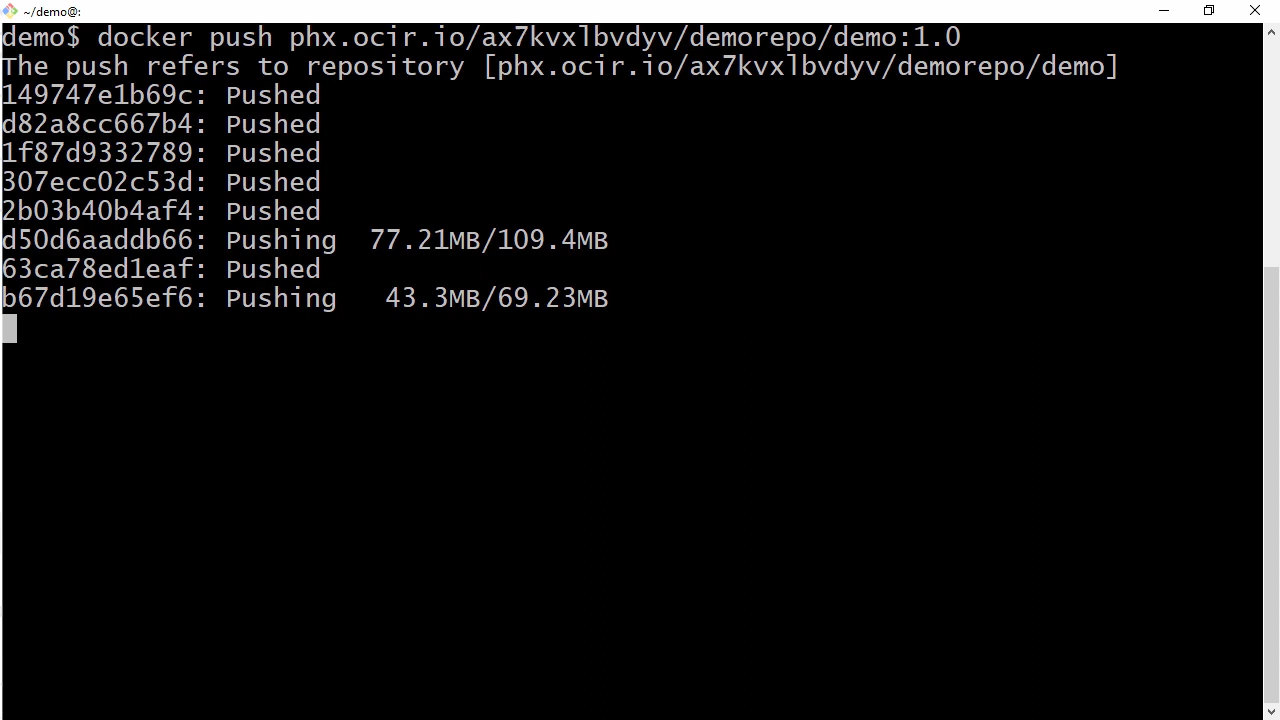 ~/demo@:
demo$ docker push phx.ocir.io/ax7kvxlbvdyv/demorepo/demo:1.0
The push refers to repository [phx.ocir.io/ax7kvxlbvdyv/demorepo/demo]
149747e1b69c: Pushed
d82a8cc667b4: Pushed
1f87d9332789: Pushed
307ecc02c53d: Pushed
2b03b40b4af4: Pushed
d50d6aaddb66: Pushing  77.21MB/109.4MB
63ca78ed1eaf: Pushed
b67d19e65ef6: Pushing   43.3MB/69.23MB